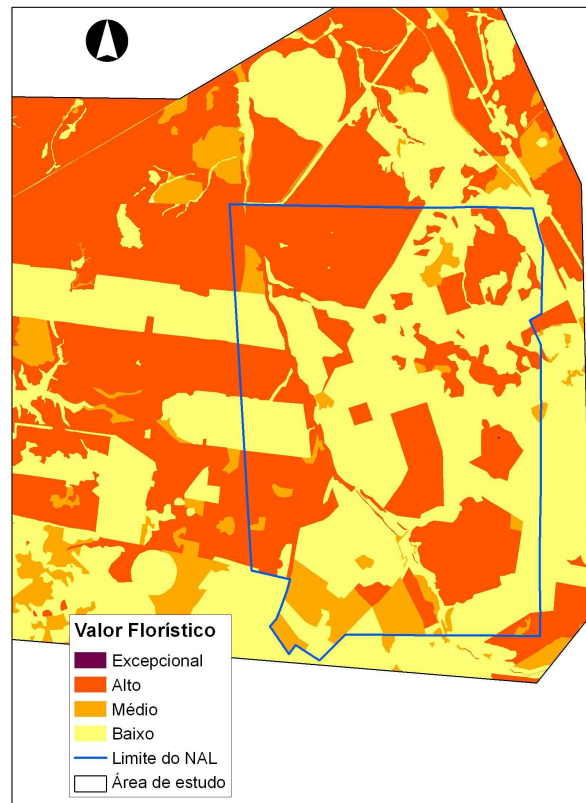 Valor Florístico
Excepcional
Alto
Médio
Baixo
Limite do NAL
Área de estudo